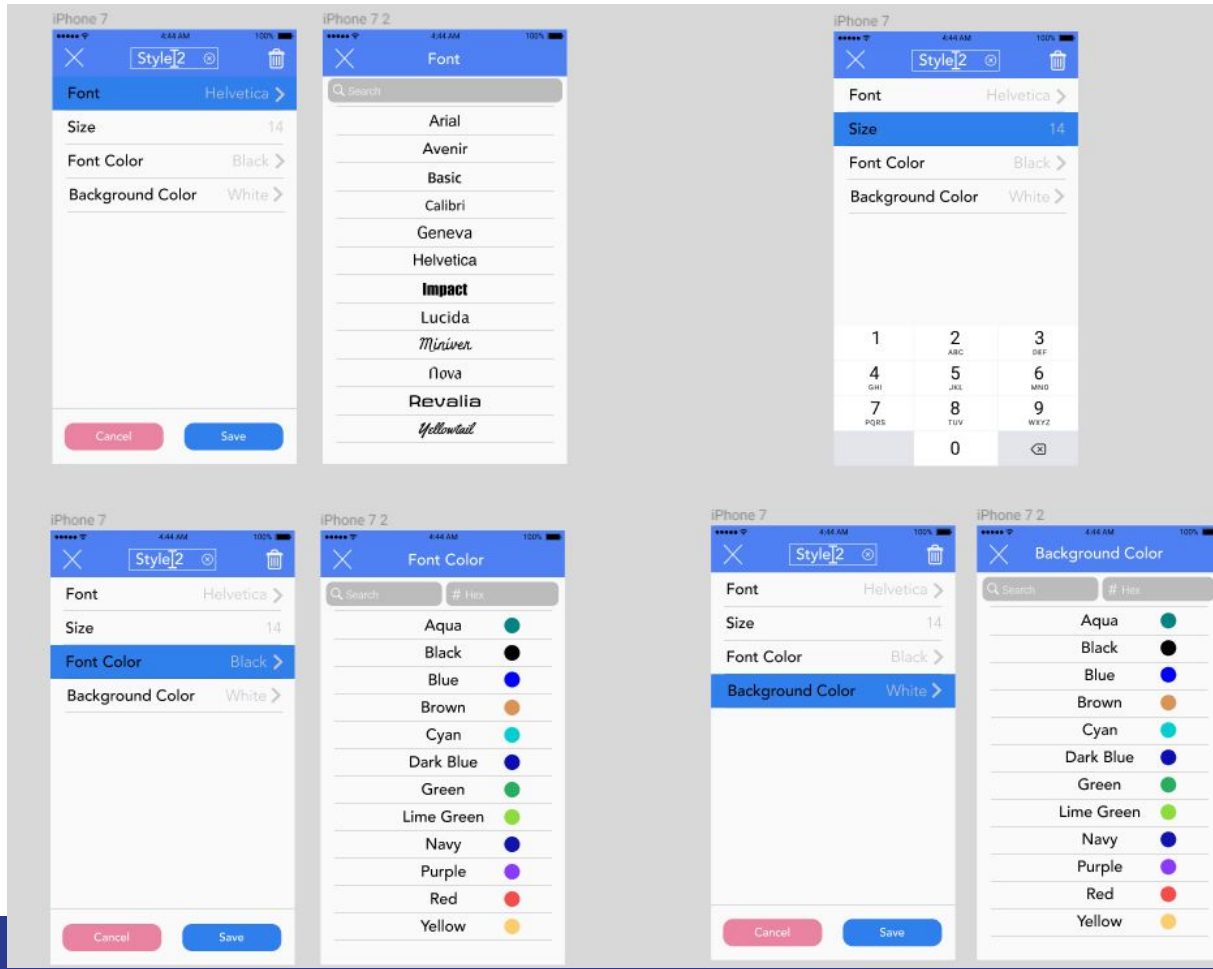 iPhone 7
4:44 AM 100%
Style 2
Font Helvetica
Size 14
Font Color Black
Background Color White
Cancel Save
iPhone 7 2
4:44 AM 100%
Font
Search
Arial
Avenir
Basic
Calibri
Geneva
Helvetica
Impact
Lucida
Miniver
Nova
Revalia
Yellowtail
iPhone 7
4:44 AM 100%
Style 2
Font Helvetica
Size 14
Font Color Black
Background Color White
1 2 3
ABC DEF
4 5 6
GHI JKL MNO
7 8 9
PQRS TUV WXYZ
0
iPhone 7
4:44 AM 100%
Style 2
Font Helvetica
Size 14
Font Color Black
Background Color White
Cancel Save
iPhone 7 2
4:44 AM 100%
Font Color
Search # Hex
Aqua
Black
Blue
Brown
Cyan
Dark Blue
Green
Lime Green
Navy
Purple
Red
Yellow
iPhone 7
4:44 AM 100%
Style 2
Font Helvetica
Size 14
Font Color Black
Background Color White
Cancel Save
iPhone 7 2
4:44 AM 100%
Background Color
Search # Hex
Aqua
Black
Blue
Brown
Cyan
Dark Blue
Green
Lime Green
Navy
Purple
Red
Yellow